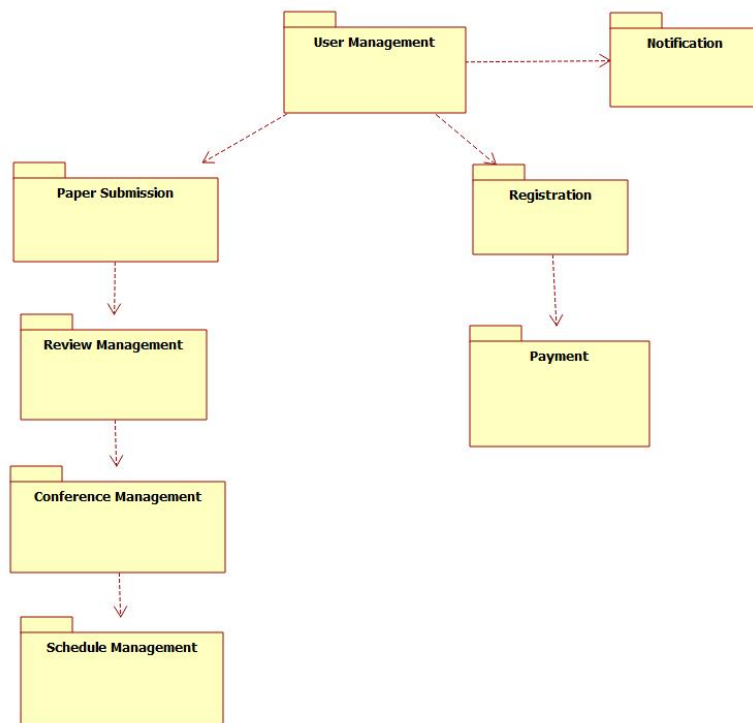 User Management
Notification
Paper Submission
Registration
Review Management
Payment
Conference Management
Schedule Management